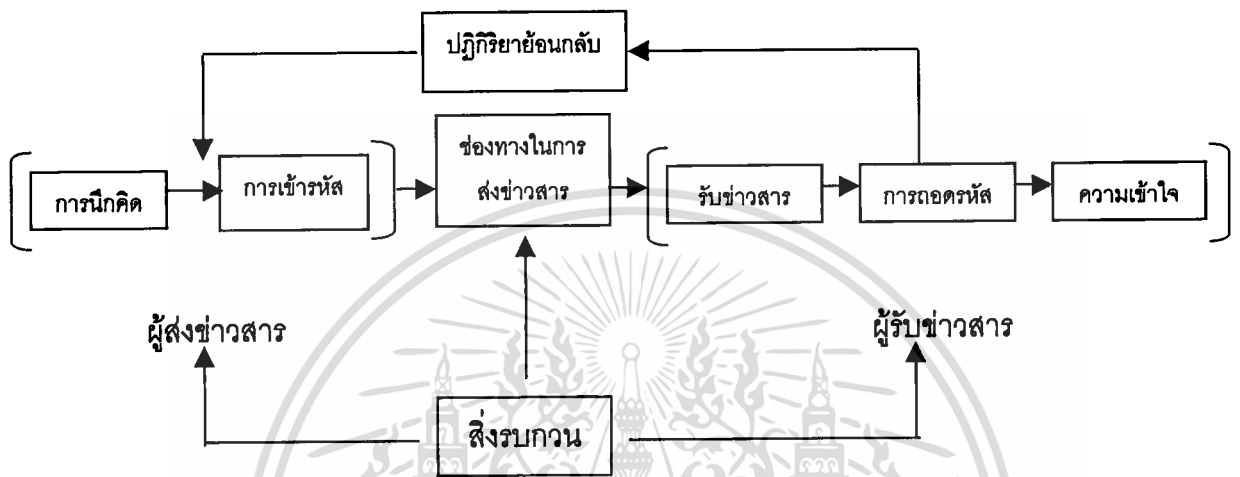 ปฏิกิริยาย้อนกลับ
การนึกคิด
การเข้ารหัส
ช่องทางในการ
ส่งข่าวสาร
รับข่าวสาร
การถอดรหัส
ความเข้าใจ
ผู้ส่งข่าวสาร
ผู้รับข่าวสาร
สิ่งรบกวน